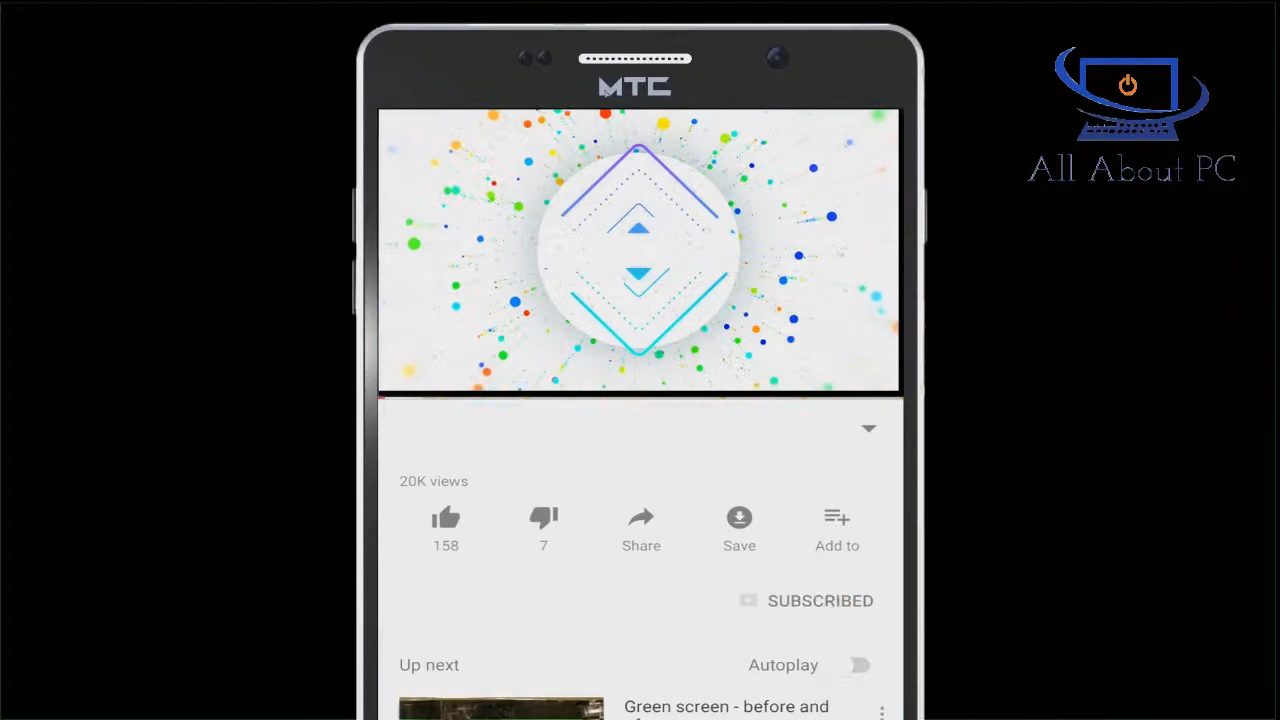 MTC
All About PC
20K views
158
7
Share
Save
Add to
SUBSCRIBED
Up next
Autoplay
Green screen - before and